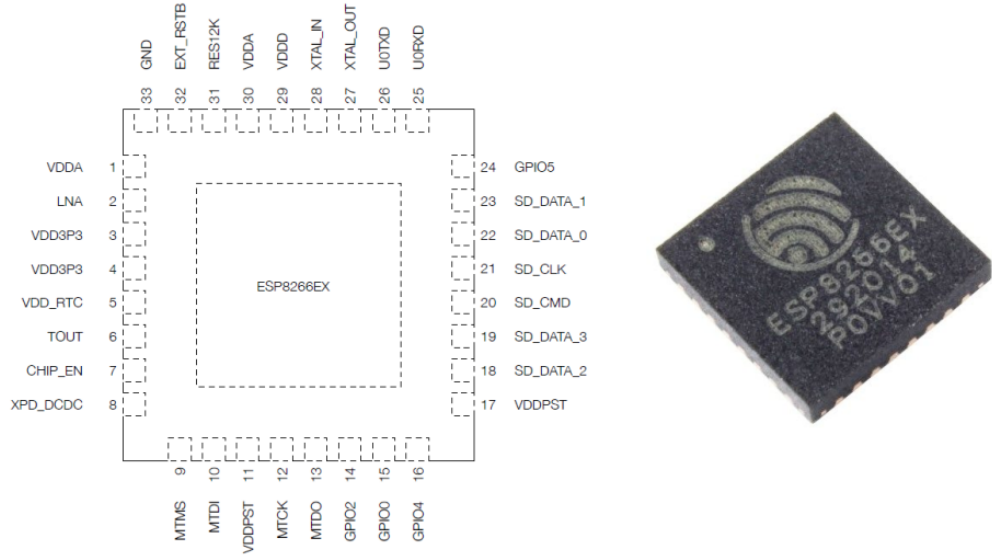 GND
EXT_RSTB
RES12K
VDDA
VDDD
XTAL_IN
XTAL_OUT
U0TXD
U0RXD
33
32
31
30
29
28
27
26
25
VDDA 1
LNA 2
VDD3P3 3
VDD3P3 4
VDD_RTC 5
TOUT 6
CHIP_EN 7
XPD_DCDC 8
ESP8266EX
24 GPIO5
23 SD_DATA_1
22 SD_DATA_0
21 SD_CLK
20 SD_CMD
19 SD_DATA_3
18 SD_DATA_2
17 VDDPST
9
10
11
12
13
14
15
16
MTMS
MTDI
VDDPST
MTCK
MTDO
GPIO2
GPIO0
GPIO4
ESP8266EX
292014
P0VV01